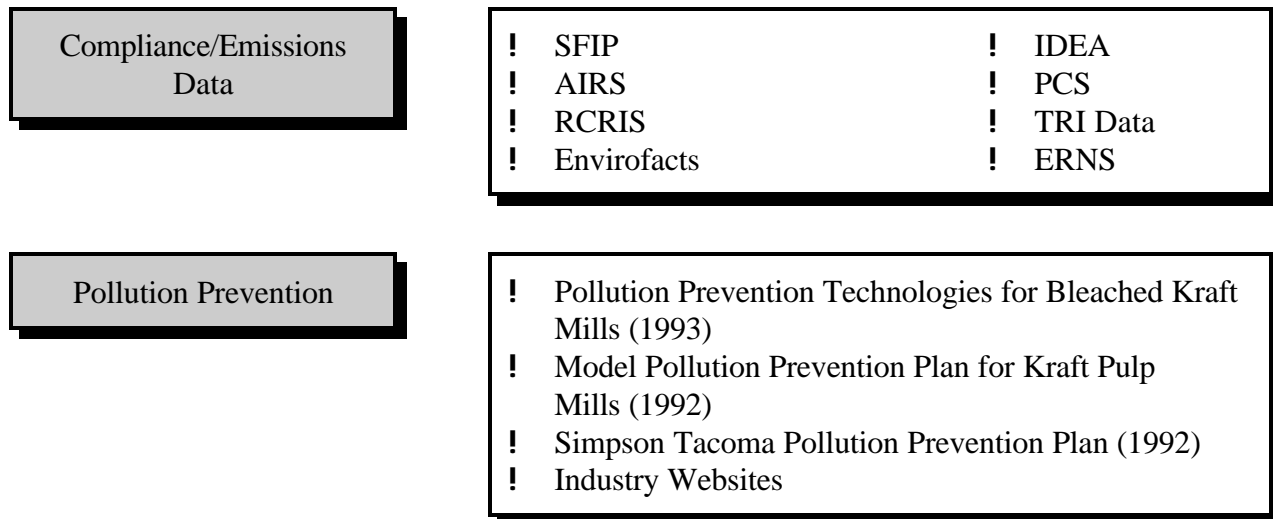 Compliance/Emissions
Data
! SFIP
! AIRS
! RCRIS
! Envirofacts
! IDEA
! PCS
! TRI Data
! ERNS
Pollution Prevention
! Pollution Prevention Technologies for Bleached Kraft
Mills (1993)
! Model Pollution Prevention Plan for Kraft Pulp
Mills (1992)
! Simpson Tacoma Pollution Prevention Plan (1992)
! Industry Websites